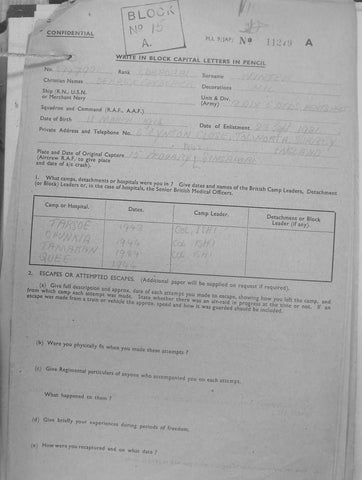 BLOCK
Nº 15
A.
CONFIDENTIAL
M.I. 9/JAP/ Nº 11249 A
WRITE IN BLOCK CAPITAL LETTERS IN PENCIL
No. Rank Surname
Christian Names Decorations
Ship (R.N., U.S.N. or Merchant Navy) Unit & Div. (Army)
Squadron and Command (R.A.F., A.A.F.)
Date of Birth 11 MARCH Date of Enlistment
Private Address and Telephone No.
ENGLAND
Place and Date of Original Capture 15 FEBRUARY SINGAPORE
(Aircrew R.A.F. to give place and date of a/c crash).
1. What camps, detachments or hospitals were you in ? Give dates and names of the British Camp Leaders, Detachment
(or Block) Leaders or, in the case of hospitals, the Senior British Medical Officers.
Camp or Hospital. Dates. Camp Leader. Detachment or Block Leader (if any).
TARSOE 1943 COL
1944 COL
TAMARKAN 1944 COL
2. ESCAPES OR ATTEMPTED ESCAPES. (Additional paper will be supplied on request if required).
(a) Give full description and approx. date of each attempt you made to escape, showing how you left the camp, and
from which camp each attempt was made. State whether there was an air-raid in progress at the time or not. If an
escape was made from a train or vehicle the approx. speed and how it was guarded should be included.
(b) Were you physically fit when you made these attempts ?
(c) Give Regimental particulars of anyone who accompanied you on each attempt.
What happened to them ?
(d) Give briefly your experiences during periods of freedom.
(e) How were you recaptured and on what date ?